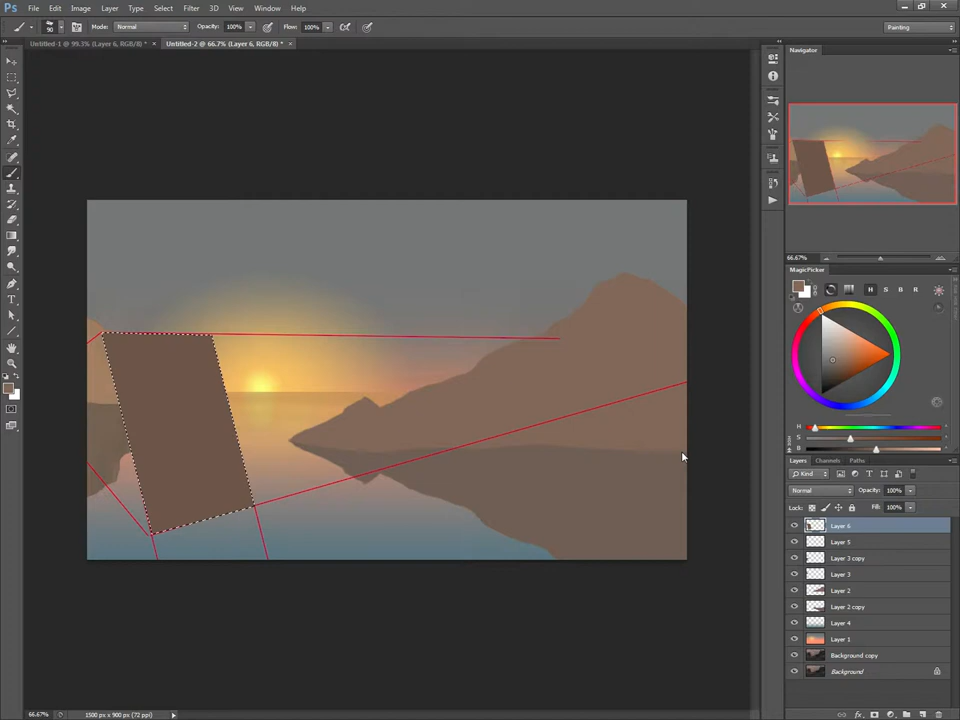 Ps File Edit Image Layer Type Select Filter 3D View Window Help
90 Mode: Normal Opacity: 100% Flow: 100% Painting
Untitled-1 @ 99.3% (Layer 6, RGB/8) * × Untitled-2 @ 66.7% (Layer 6, RGB/8) * ×
Navigator
66.67%
MagicPicker
H S B R
H
S
B
Layers Channels Paths
Kind
Normal Opacity: 100%
Lock: Fill: 100%
Layer 6
Layer 5
Layer 3 copy
Layer 3
Layer 2
Layer 2 copy
Layer 4
Layer 1
Background copy
Background
66.67% 1500 px x 900 px (72 ppi)
fx